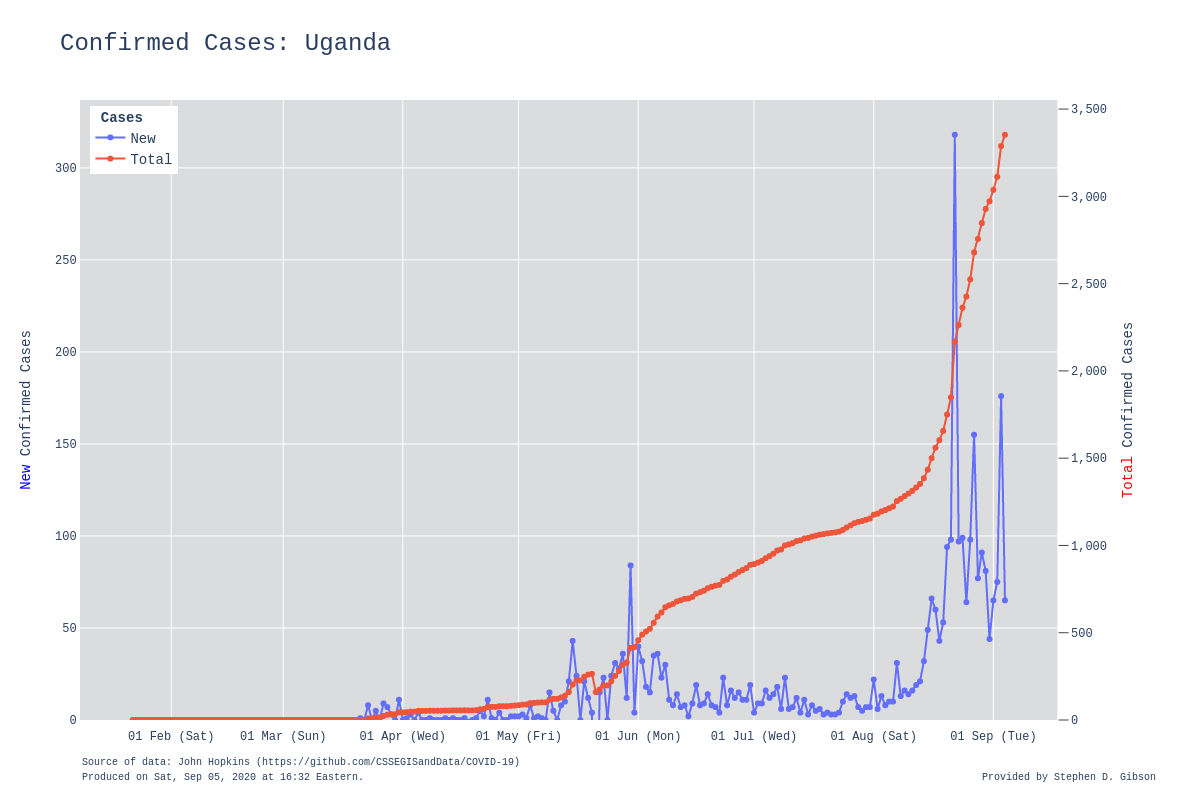 Confirmed Cases: Uganda
Cases
New
Total
3,500
3,000
2,500
2,000
1,500
1,000
500
0
300
250
200
150
100
50
0
New Confirmed Cases
Total Confirmed Cases
01 Feb (Sat) 01 Mar (Sun) 01 Apr (Wed) 01 May (Fri) 01 Jun (Mon) 01 Jul (Wed) 01 Aug (Sat) 01 Sep (Tue)
Source of data: John Hopkins (https://github.com/CSSEGISandData/COVID-19)
Produced on Sat, Sep 05, 2020 at 16:32 Eastern.
Provided by Stephen D. Gibson